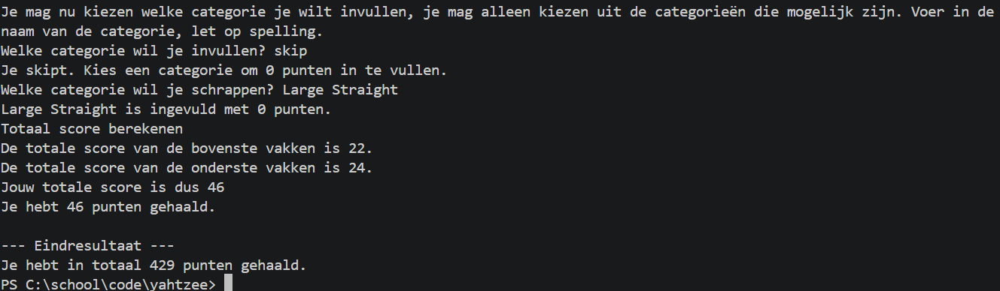 Je mag nu kiezen welke categorie je wilt invullen, je mag alleen kiezen uit de categorieën die mogelijk zijn. Voer in de
naam van de categorie, let op spelling.
Welke categorie wil je invullen? skip
Je skipt. Kies een categorie om 0 punten in te vullen.
Welke categorie wil je schrappen? Large Straight
Large Straight is ingevuld met 0 punten.
Totaal score berekenen
De totale score van de bovenste vakken is 22.
De totale score van de onderste vakken is 24.
Jouw totale score is dus 46
Je hebt 46 punten gehaald.

--- Eindresultaat ---
Je hebt in totaal 429 punten gehaald.
PS C:\school\code\yahtzee>